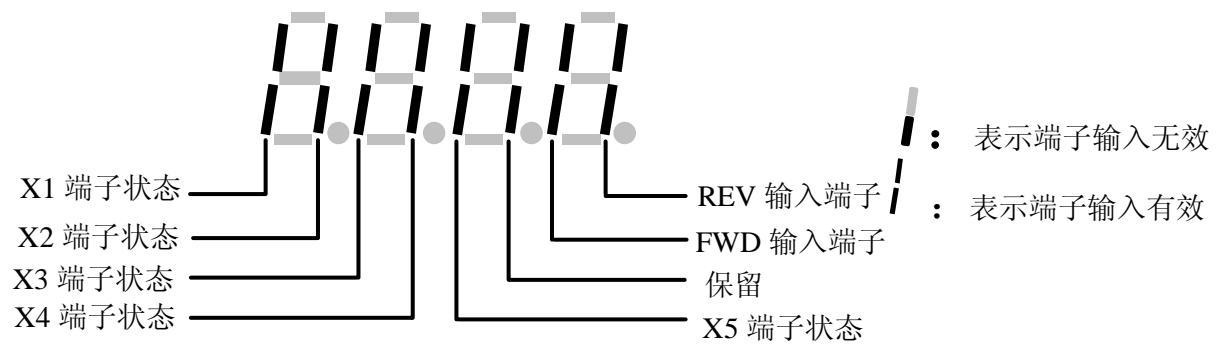 ： 表示端子输入无效
X1 端子状态
REV 输入端子
： 表示端子输入有效
X2 端子状态
FWD 输入端子
X3 端子状态
保留
X4 端子状态
X5 端子状态